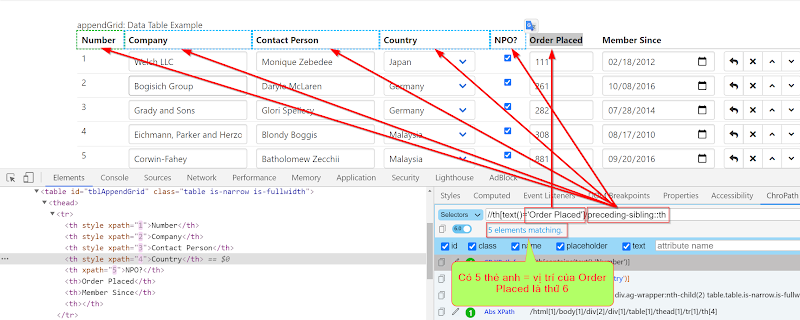 appendGrid: Data Table Example
Number Company Contact Person Country NPO? Order Placed Member Since
1 Welch LLC Monique Zebedee Japan 111 02/18/2012
2 Bogisich Group Daryle McLaren Germany 261 10/08/2016
3 Grady and Sons Glori Spellecy Germany 282 07/28/2014
4 Eichmann, Parker and Herzo Blondy Boggis Malaysia 308 08/17/2010
5 Corwin-Fahey Batholomew Zecchii Malaysia 881 09/20/2016
Elements Console Sources Network Performance Memory Application Security Lighthouse AdBlock
<table id="tblAppendGrid" class="table is-narrow is-fullwidth">
<thead>
<tr>
<th style xpath="1">Number</th>
<th style xpath="2">Company</th>
<th style xpath="3">Contact Person</th>
<th style xpath="4">Country</th> == $0
<th xpath="5">NPO?</th>
<th>Order Placed</th>
<th>Member Since</th>
<th></th>
</tr>
Styles Computed Event Listeners Breakpoints Properties Accessibility ChroPath
Selectors //th[text()='Order Placed']/preceding-sibling::th
5 elements matching.
id class name placeholder text attribute name
Có 5 thẻ anh = vị trí của Order
Placed là thứ 6
'Number')]
try')]
div.ag-wrapper:nth-child(2) table.table.is-narrow.is-fullw
1 Abs XPath /html[1]/body[1]/div[2]/div[1]/table[1]/thead[1]/tr[1]/th[4]